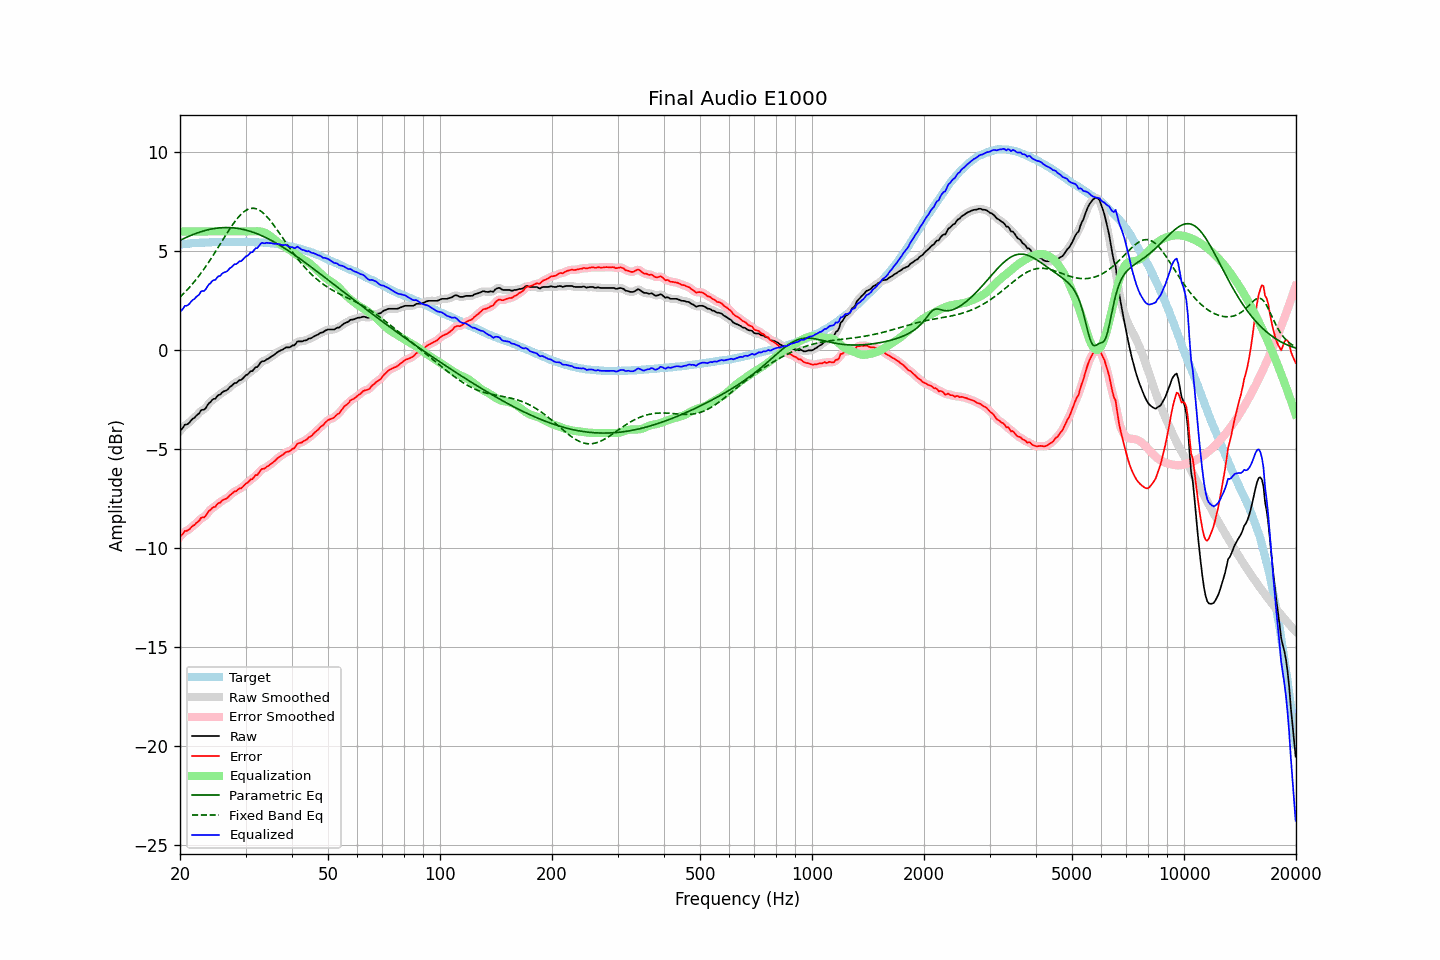 Final Audio E1000
Amplitude (dBr)
10
5
0
−5
−10
−15
−20
−25
Target
Raw Smoothed
Error Smoothed
Raw
Error
Equalization
Parametric Eq
Fixed Band Eq
Equalized
20 50 100 200 500 1000 2000 5000 10000 20000
Frequency (Hz)